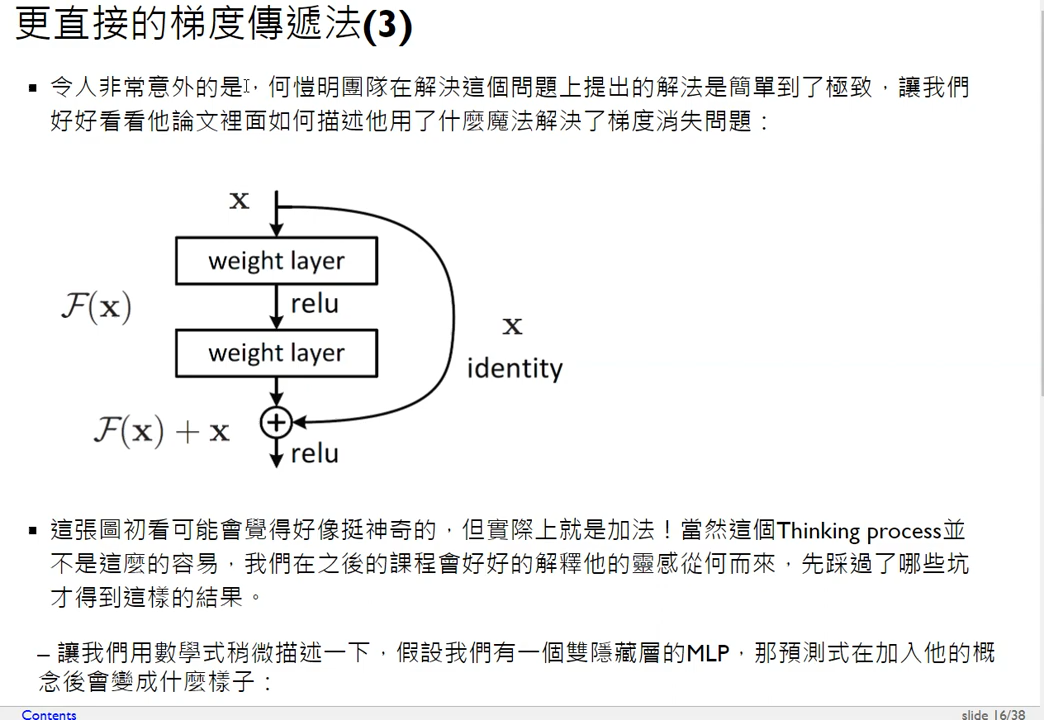 更直接的梯度傳遞法(3)
▪ 令人非常意外的是，何愷明團隊在解決這個問題上提出的解法是簡單到了極致，讓我們
好好看看他論文裡面如何描述他用了什麼魔法解決了梯度消失問題：
x
weight layer
F(x)
relu
weight layer
x
identity
F(x) + x
relu
▪ 這張圖初看可能會覺得好像挺神奇的，但實際上就是加法！當然這個Thinking process並
不是這麼的容易，我們在之後的課程會好好的解釋他的靈感從何而來，先踩過了哪些坑
才得到這樣的結果。
– 讓我們用數學式稍微描述一下，假設我們有一個雙隱藏層的MLP，那預測式在加入他的概
念後會變成什麼樣子：
Contents
slide 16/38